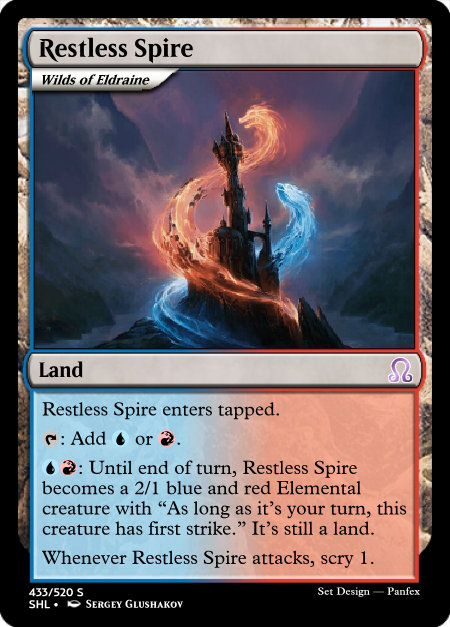 Restless Spire
Wilds of Eldraine
Land
Restless Spire enters tapped.
: Add or .
: Until end of turn, Restless Spire
becomes a 2/1 blue and red Elemental
creature with “As long as it’s your turn, this
creature has first strike.” It’s still a land.
Whenever Restless Spire attacks, scry 1.
433/520 S
Set Design — Panfex
SHL • Sergey Glushakov